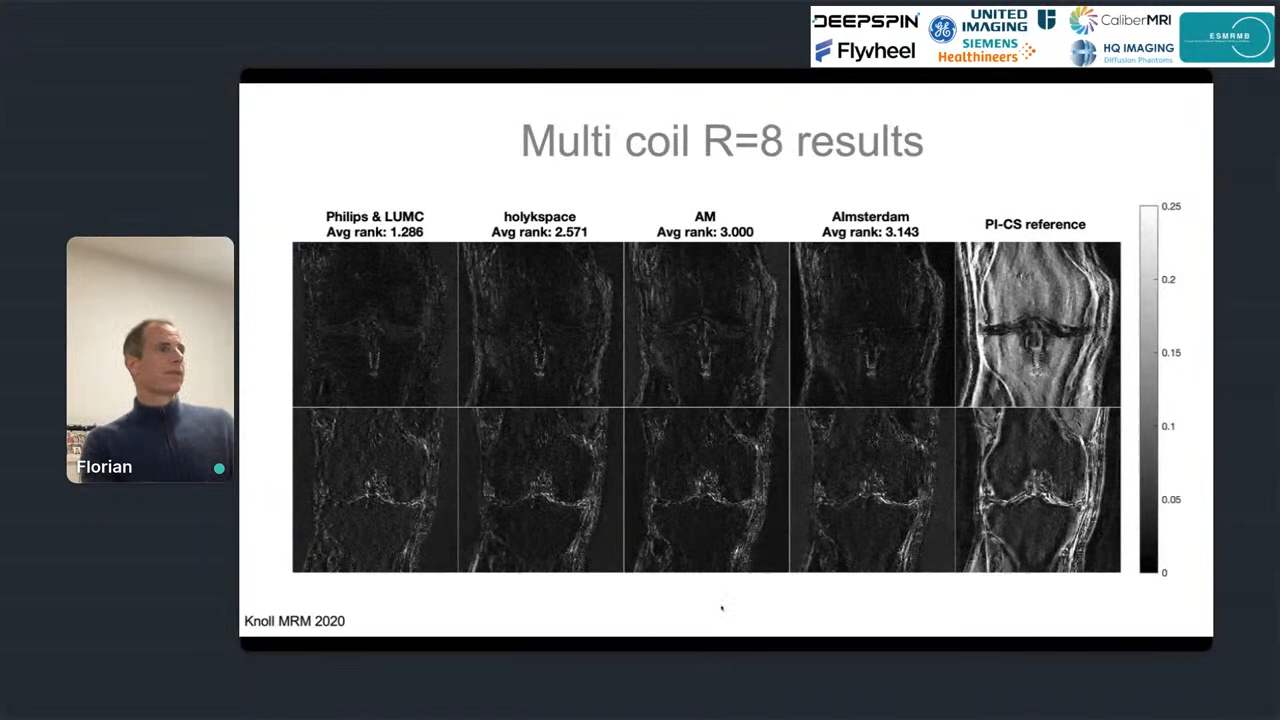 DEEPSPIN
UNITED
IMAGING
CaliberMRI
ESMRMB
Flywheel
SIEMENS
Healthineers
HQ IMAGING
Diffusion Phantoms
Multi coil R=8 results
Philips & LUMC
Avg rank: 1.286
holykspace
Avg rank: 2.571
AM
Avg rank: 3.000
AImsterdam
Avg rank: 3.143
PI-CS reference
0.25
0.2
0.15
0.1
0.05
0
Florian
Knoll MRM 2020